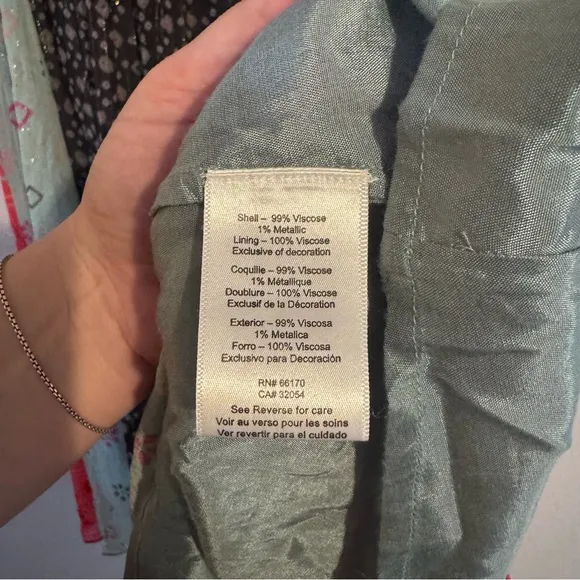 Shell – 99% Viscose
1% Metallic
Lining – 100% Viscose
Exclusive of decoration
Coquille – 99% Viscose
1% Métallique
Doublure – 100% Viscose
Exclusif de la Décoration
Exterior – 99% Viscosa
1% Metalica
Forro – 100% Viscosa
Exclusivo para Decoración
RN# 66170
CA# 32054
See Reverse for care
Voir au verso pour les soins
Ver revertir para el cuidado